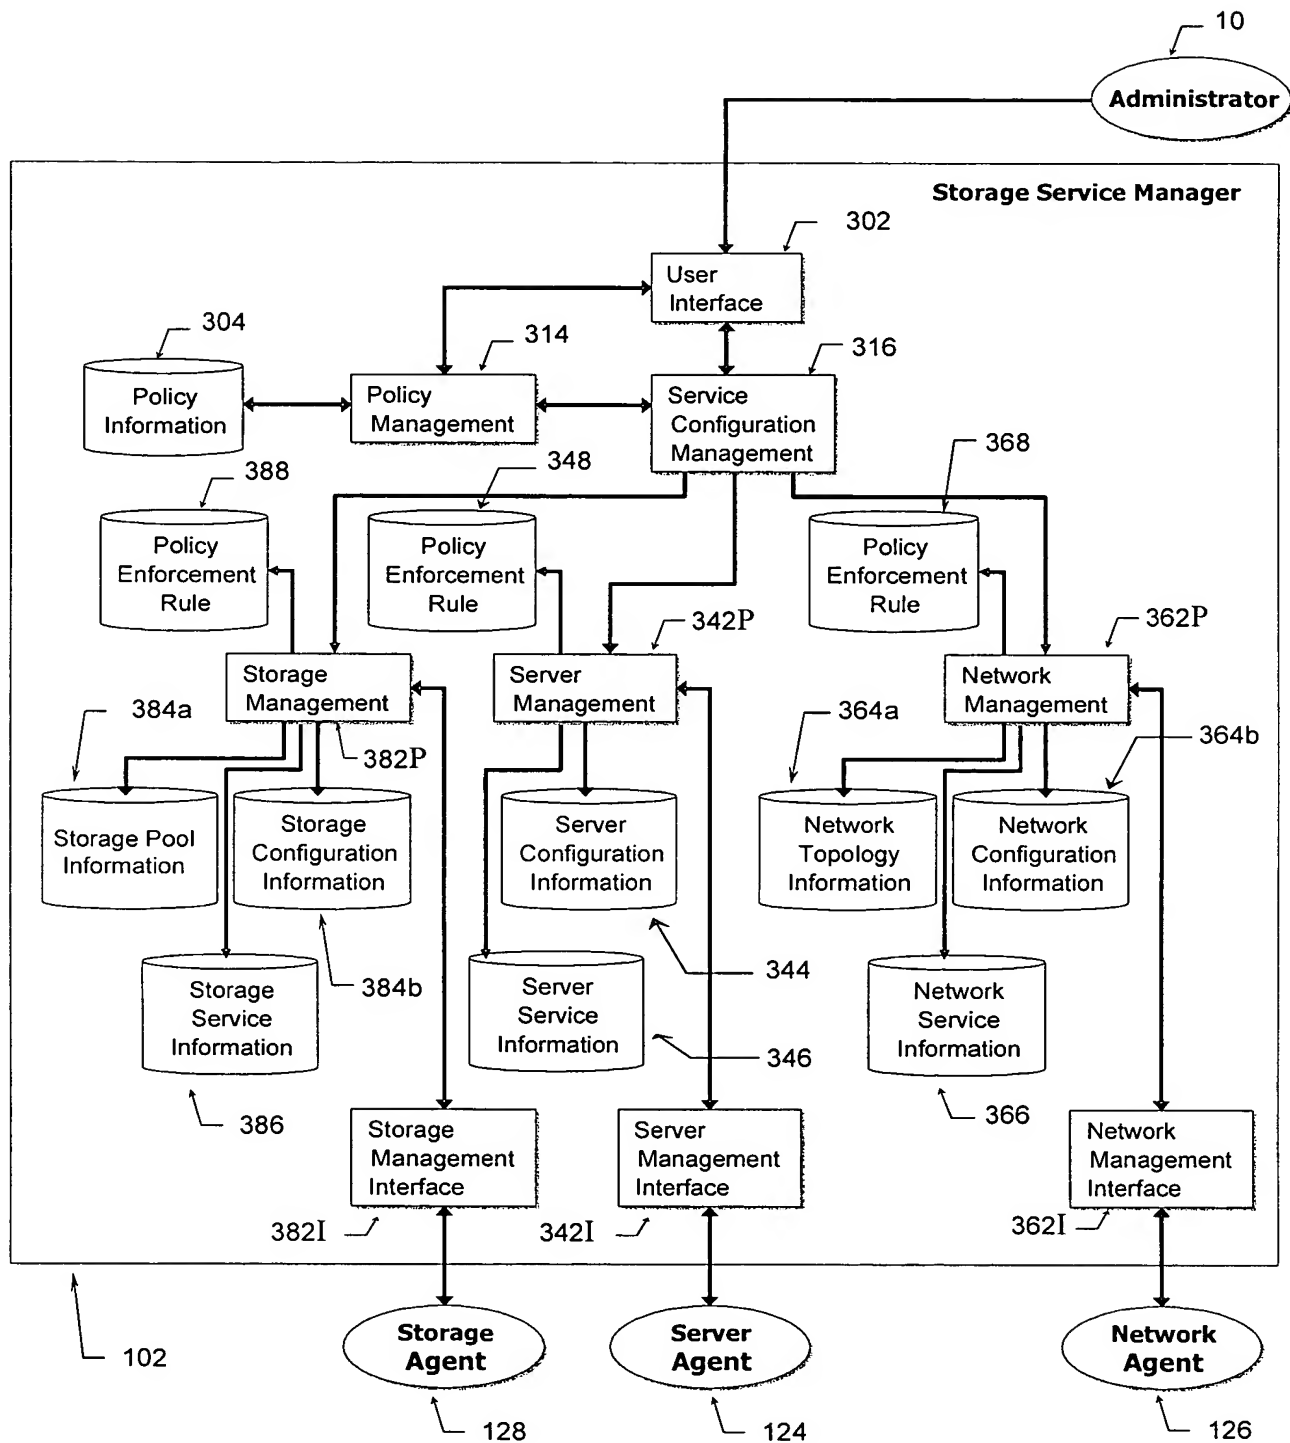 10
Administrator
Storage Service Manager
302
User
Interface
304
314
316
Policy
Information
Policy
Management
Service
Configuration
Management
388
348
368
Policy
Enforcement
Rule
Policy
Enforcement
Rule
Policy
Enforcement
Rule
342P
362P
Storage
Management
Server
Management
Network
Management
384a
382P
364a
364b
Storage Pool
Information
Storage
Configuration
Information
Server
Configuration
Information
Network
Topology
Information
Network
Configuration
Information
384b
344
Storage
Service
Information
Server
Service
Information
Network
Service
Information
346
386
366
Storage
Management
Interface
Server
Management
Interface
Network
Management
Interface
382I
342I
362I
102
Storage
Agent
Server
Agent
Network
Agent
128
124
126